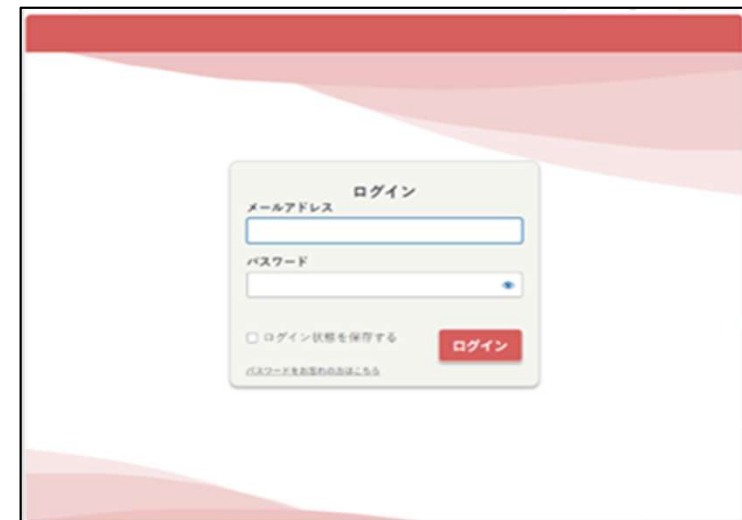 ログイン
メールアドレス
パスワード
ログイン状態を保存する
ログイン
パスワードをお忘れの方はこちら